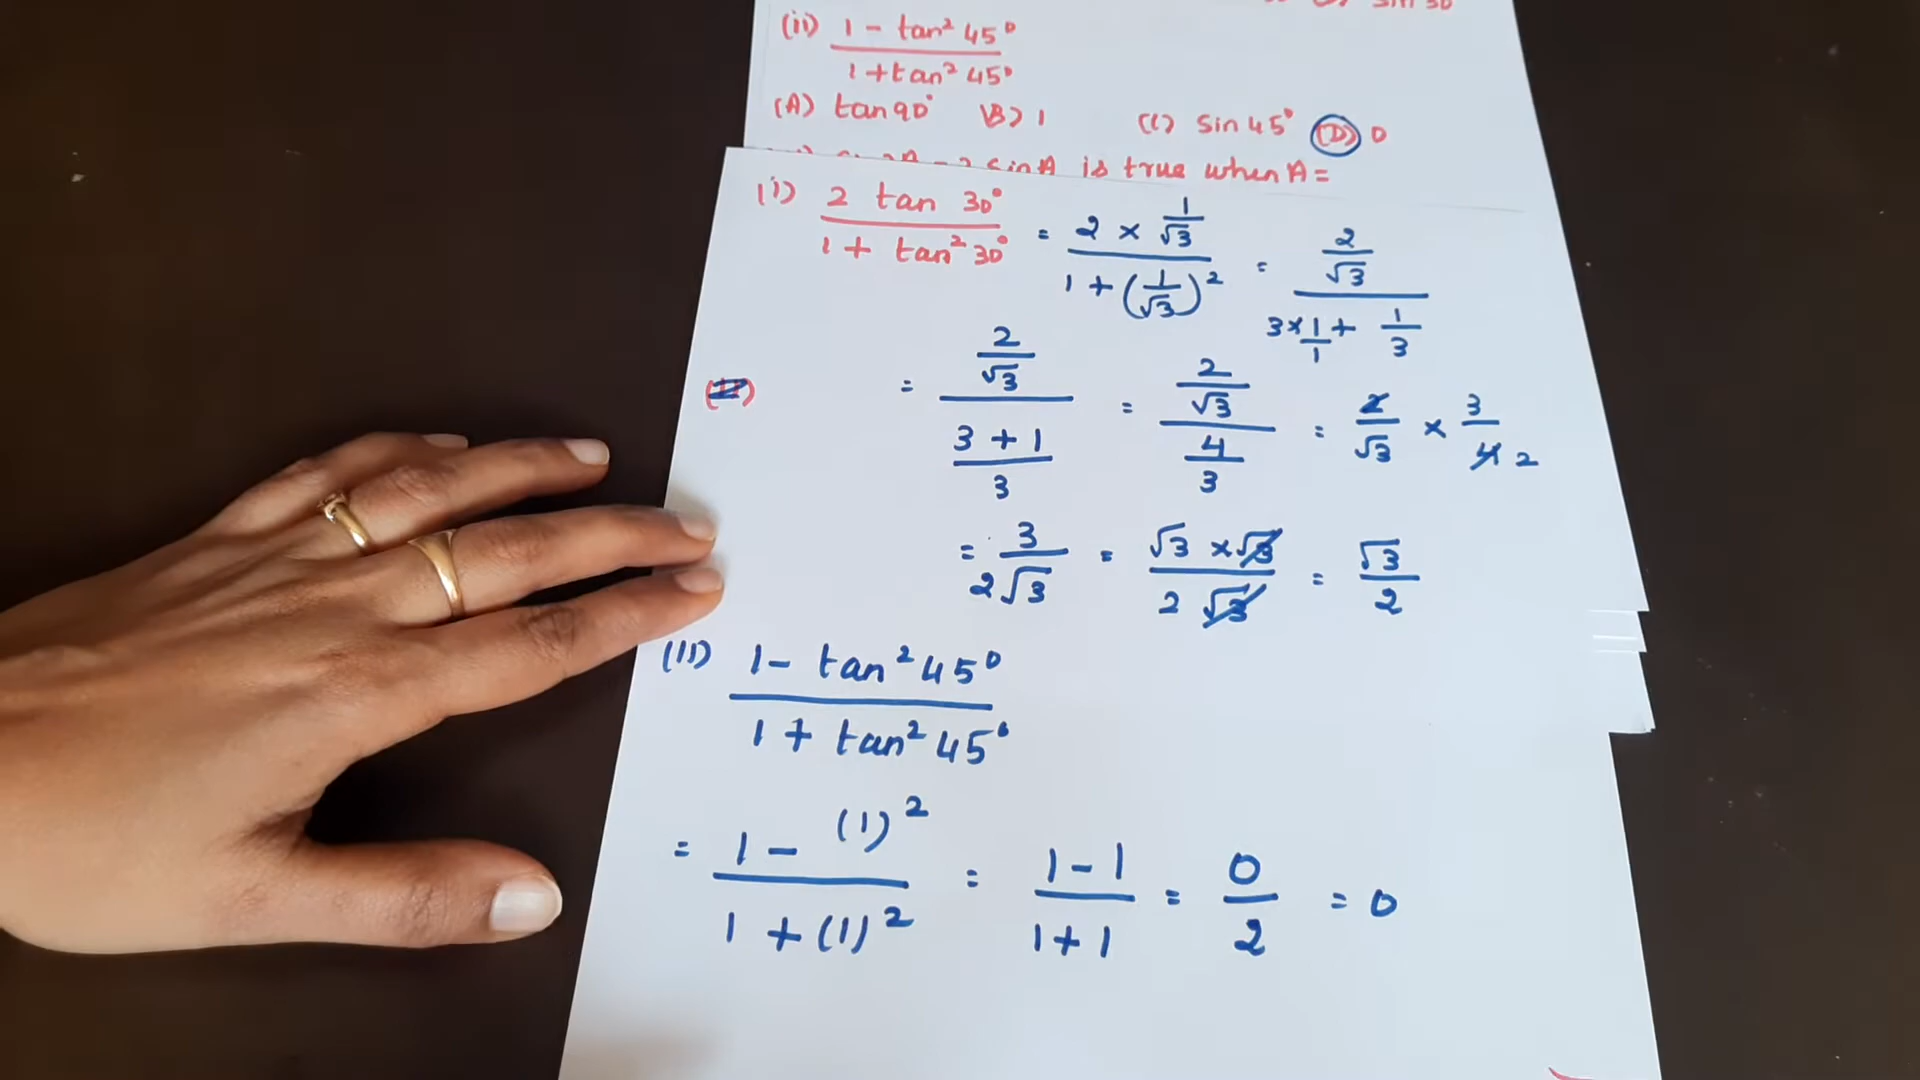 sin 30
(ii) 1 - tan² 45°
1 + tan² 45°
(A) tan 90° (B) 1 (C) sin 45° (D) 0
sin A is true when A =
(i) 2 tan 30° / 1 + tan² 30° = 2 × 1/√3 / 1 + (1/√3)² = 2/√3 / 3×1/1 + 1/3
= 2/√3 / 3 + 1/3 = 2/√3 / 4/3 = 2/√3 × 3/4 2
= 3/2√3 = √3 × √3 / 2 √3 = √3/2
(II) 1 - tan² 45°
1 + tan² 45°
= 1 - (1)² / 1 + (1)² = 1 - 1 / 1 + 1 = 0/2 = 0